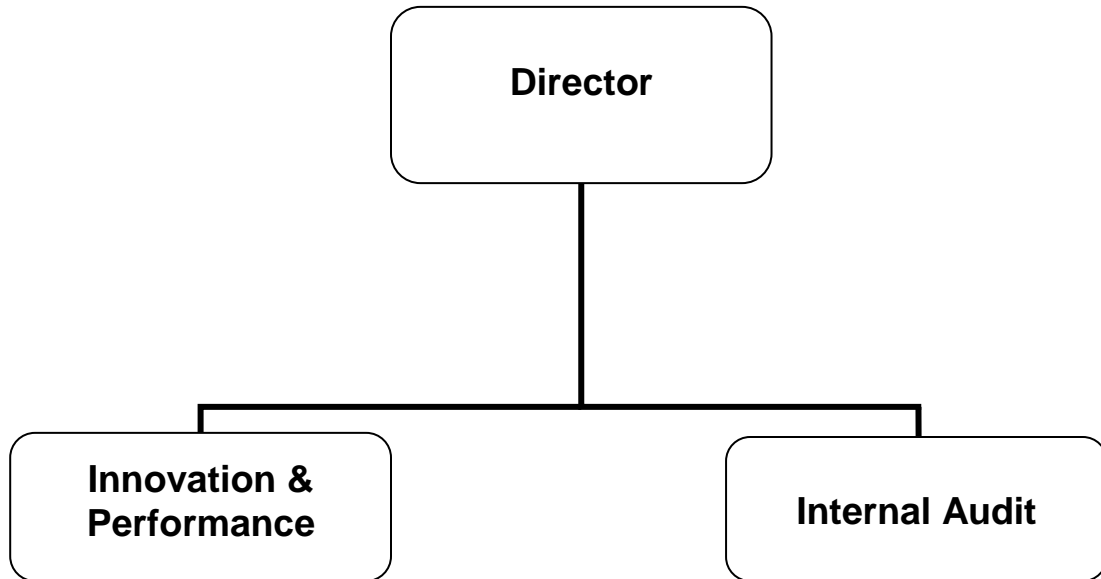 Director
Innovation &
Performance
Internal Audit